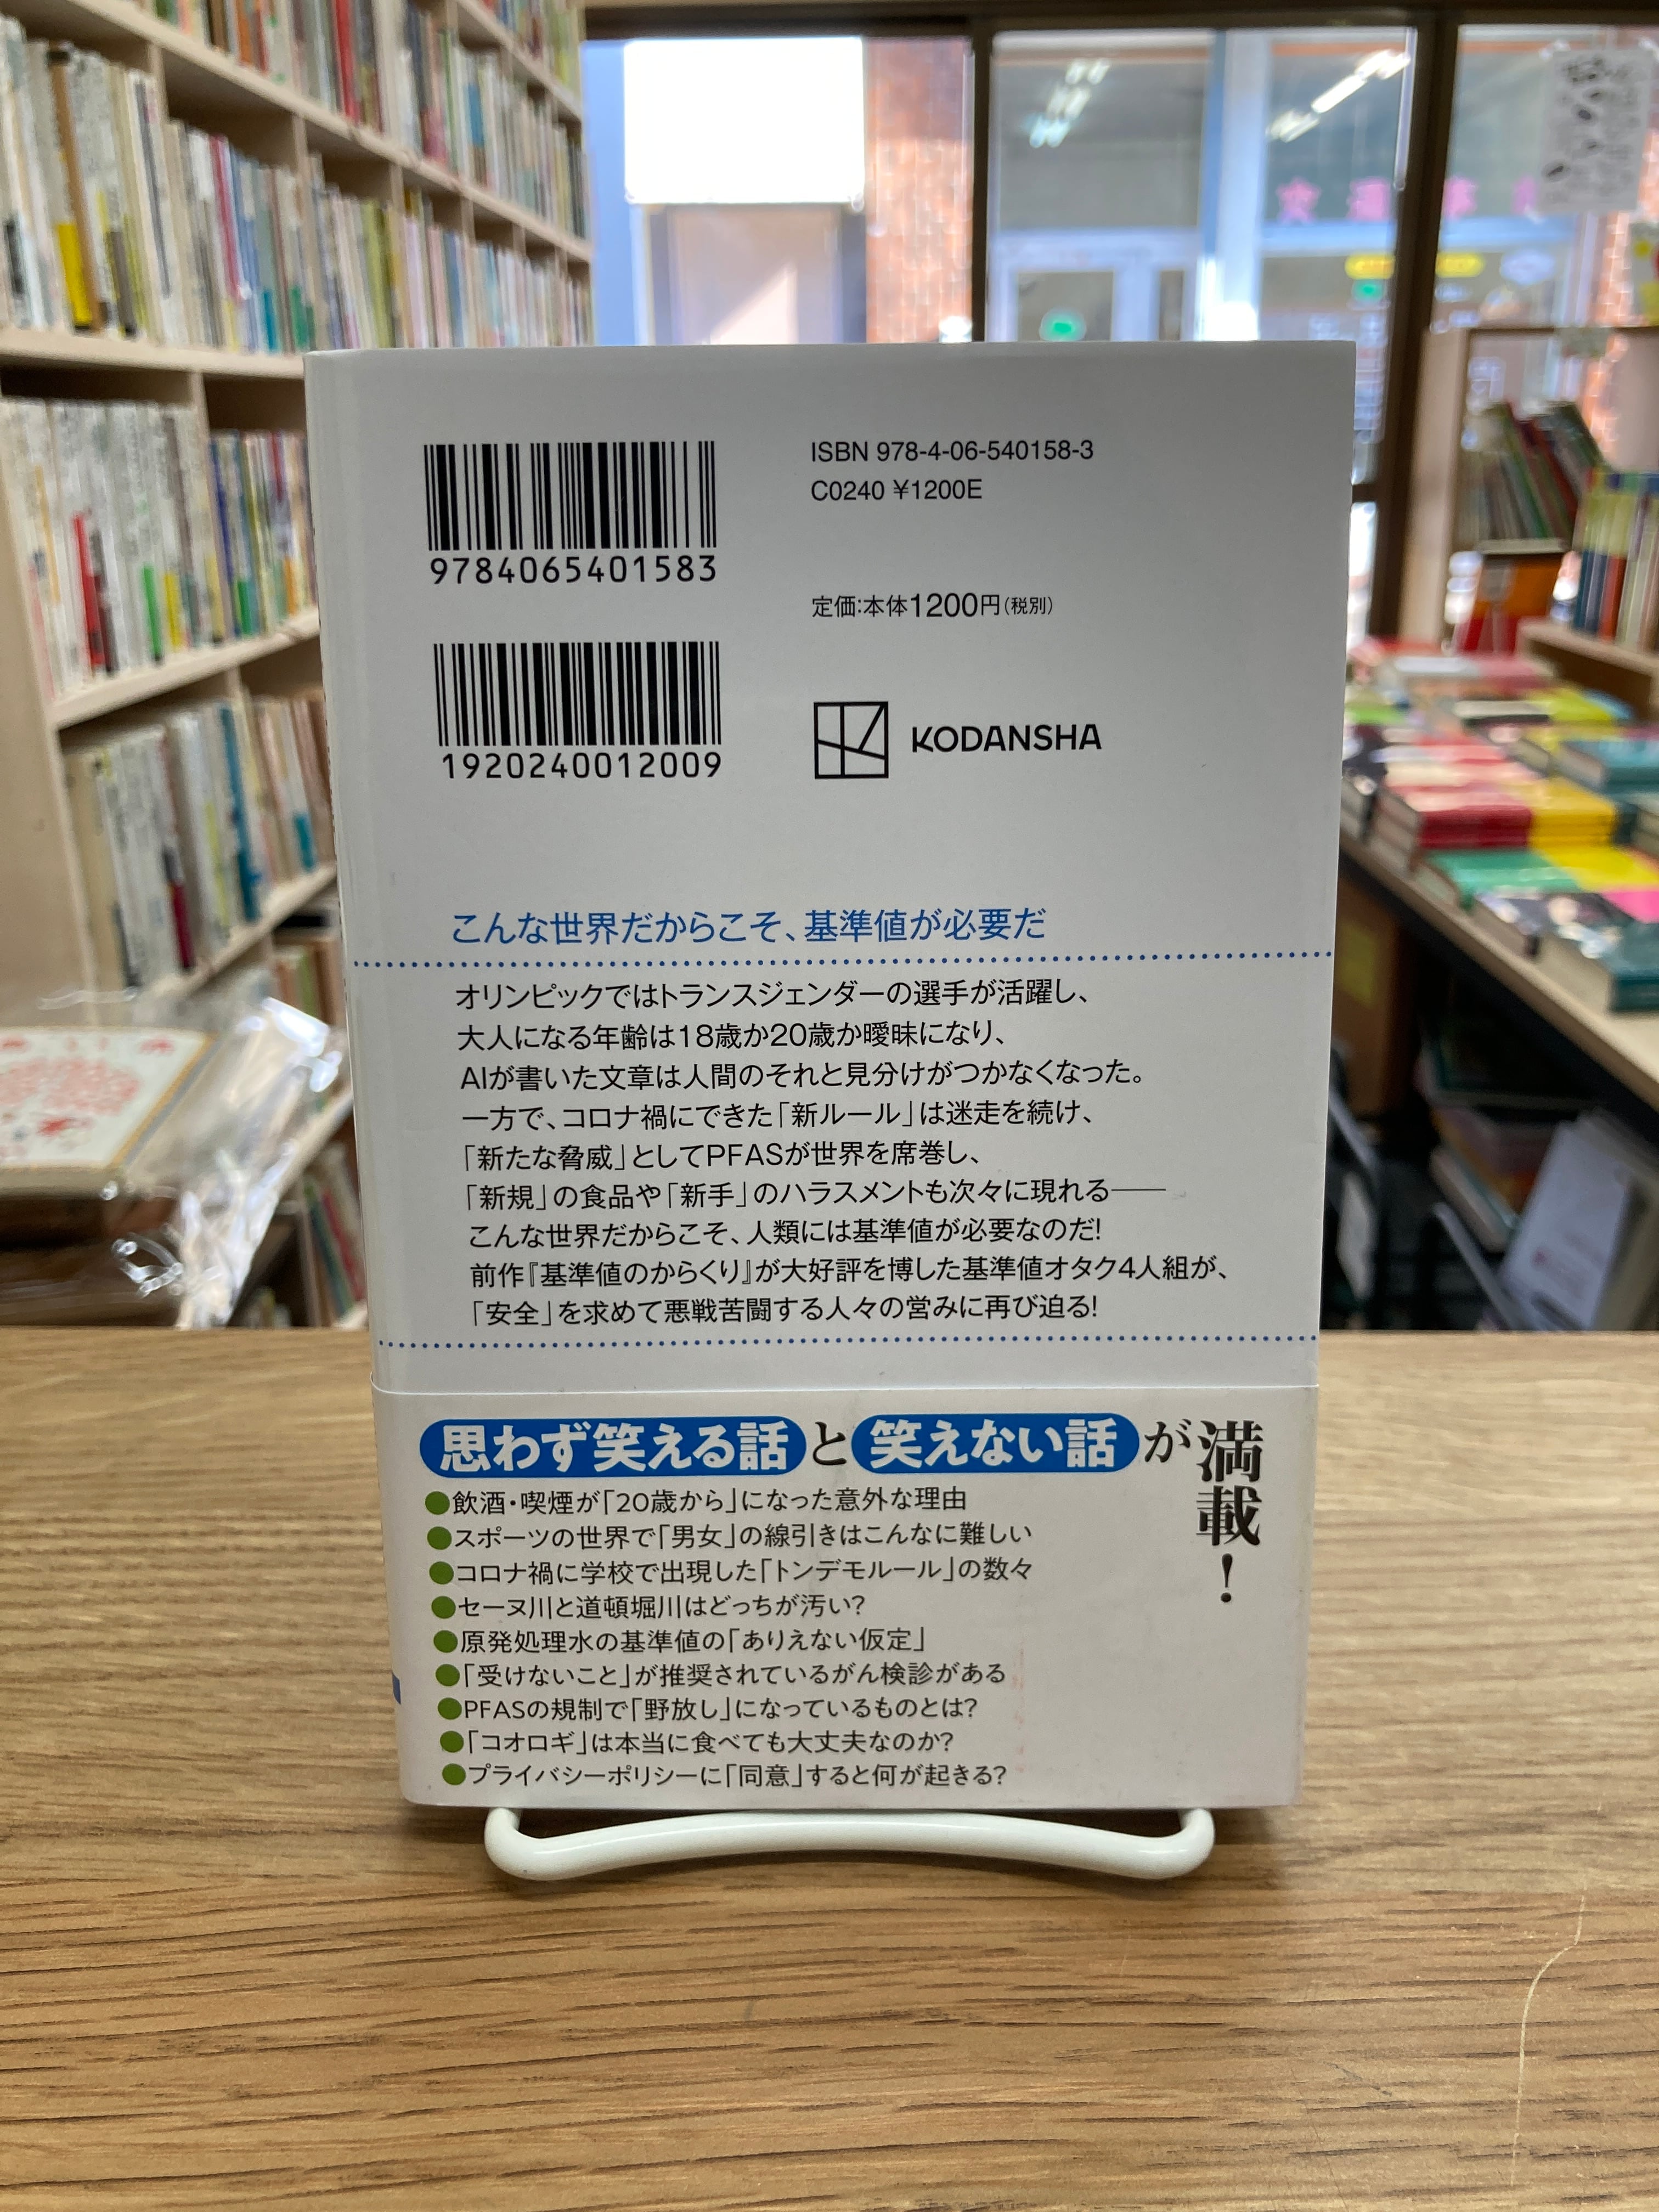 9784065401583
1920240012009
ISBN 978-4-06-540158-3
C0240 ¥1200E
定価:本体1200円(税別)
KODANSHA
こんな世界だからこそ、基準値が必要だ
オリンピックではトランスジェンダーの選手が活躍し、
大人になる年齢は18歳か20歳か曖昧になり、
AIが書いた文章は人間のそれと見分けがつかなくなった。
一方で、コロナ禍にできた「新ルール」は迷走を続け、
「新たな脅威」としてPFASが世界を席巻し、
「新規」の食品や「新手」のハラスメントも次々に現れる──
こんな世界だからこそ、人類には基準値が必要なのだ!
前作『基準値のからくり』が大好評を博した基準値オタク4人組が、
「安全」を求めて悪戦苦闘する人々の営みに再び迫る!
思わず笑える話と笑えない話が満載!
●飲酒・喫煙が「20歳から」になった意外な理由
●スポーツの世界で「男女」の線引きはこんなに難しい
●コロナ禍に学校で出現した「トンデモルール」の数々
●セーヌ川と道頓堀川はどっちが汚い?
●原発処理水の基準値の「ありえない仮定」
●「受けないこと」が推奨されているがん検診がある
●PFASの規制で「野放し」になっているものとは?
●「コオロギ」は本当に食べても大丈夫なのか?
●プライバシーポリシーに「同意」すると何が起きる?